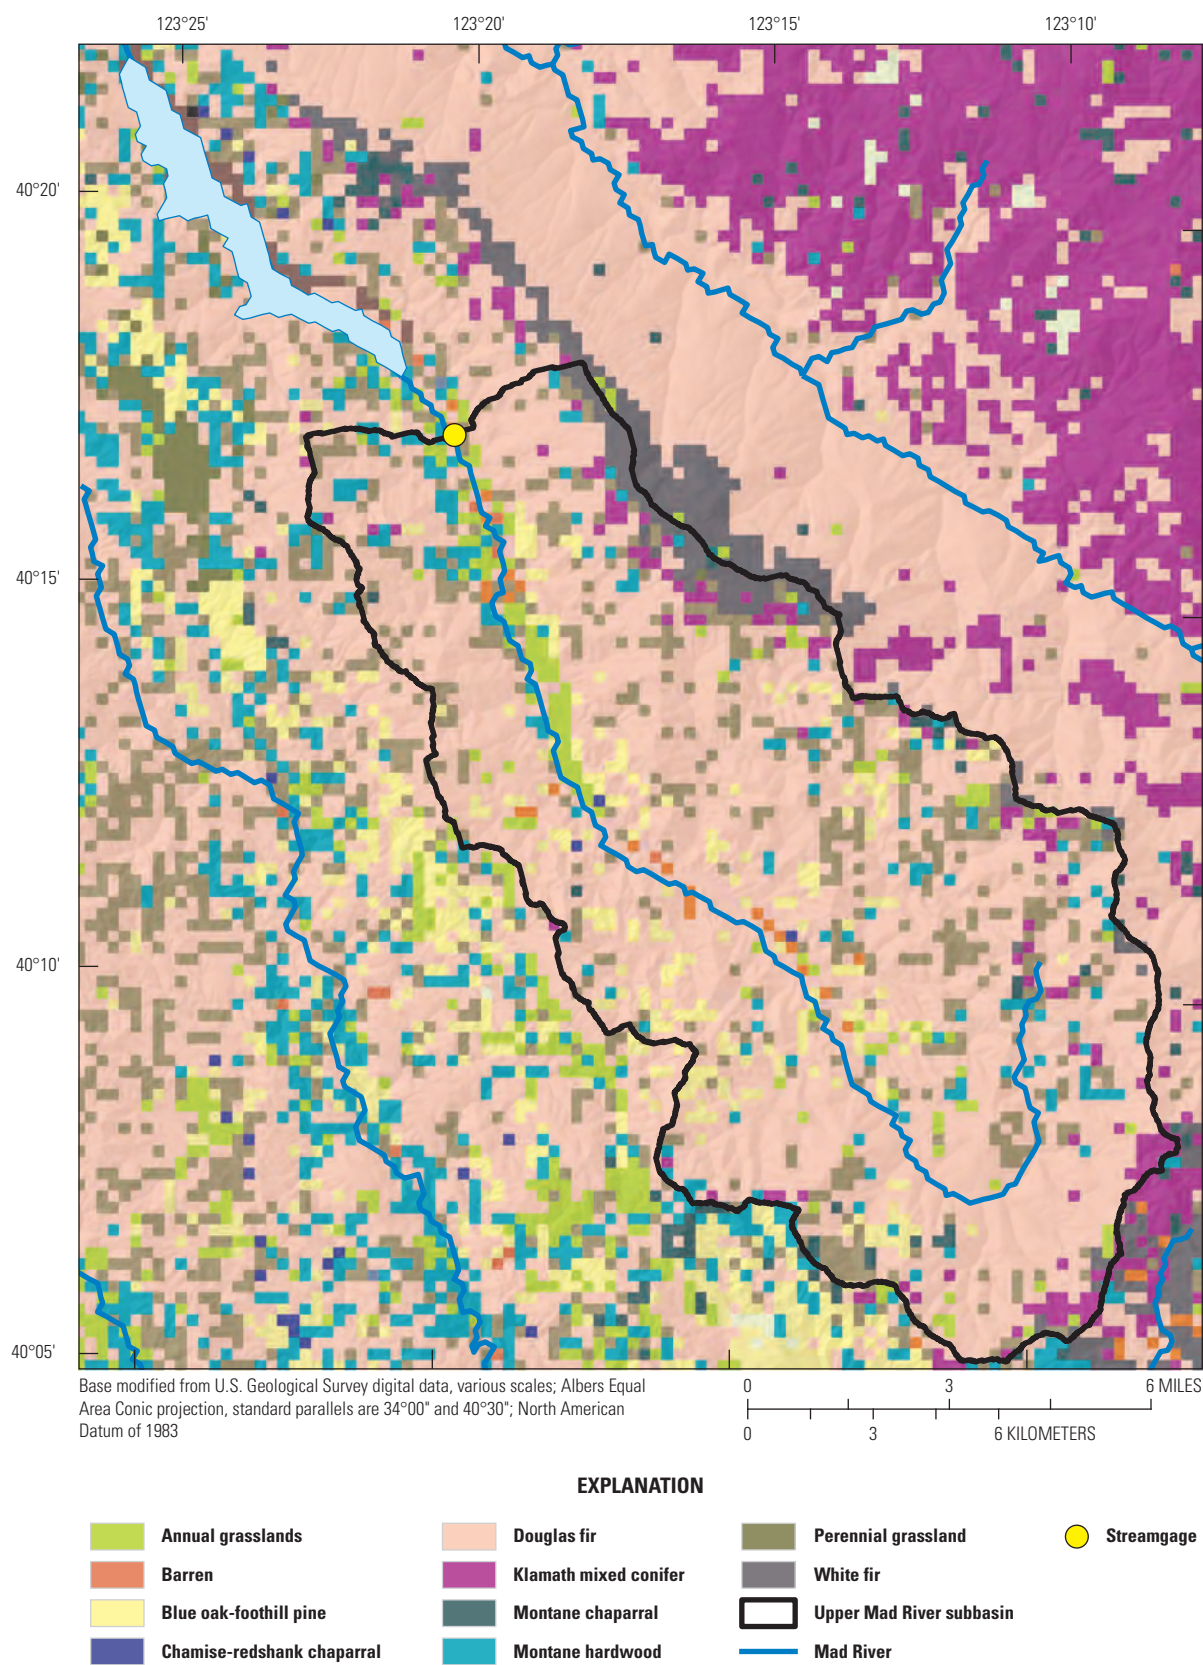 123°25' 123°20' 123°15' 123°10'
40°20'
40°15'
40°10'
40°05'
Base modified from U.S. Geological Survey digital data, various scales; Albers Equal
Area Conic projection, standard parallels are 34°00" and 40°30"; North American
Datum of 1983
0 3 6 MILES
0 3 6 KILOMETERS
EXPLANATION
Annual grasslands
Barren
Blue oak-foothill pine
Chamise-redshank chaparral
Douglas fir
Klamath mixed conifer
Montane chaparral
Montane hardwood
Perennial grassland
White fir
Upper Mad River subbasin
Mad River
Streamgage